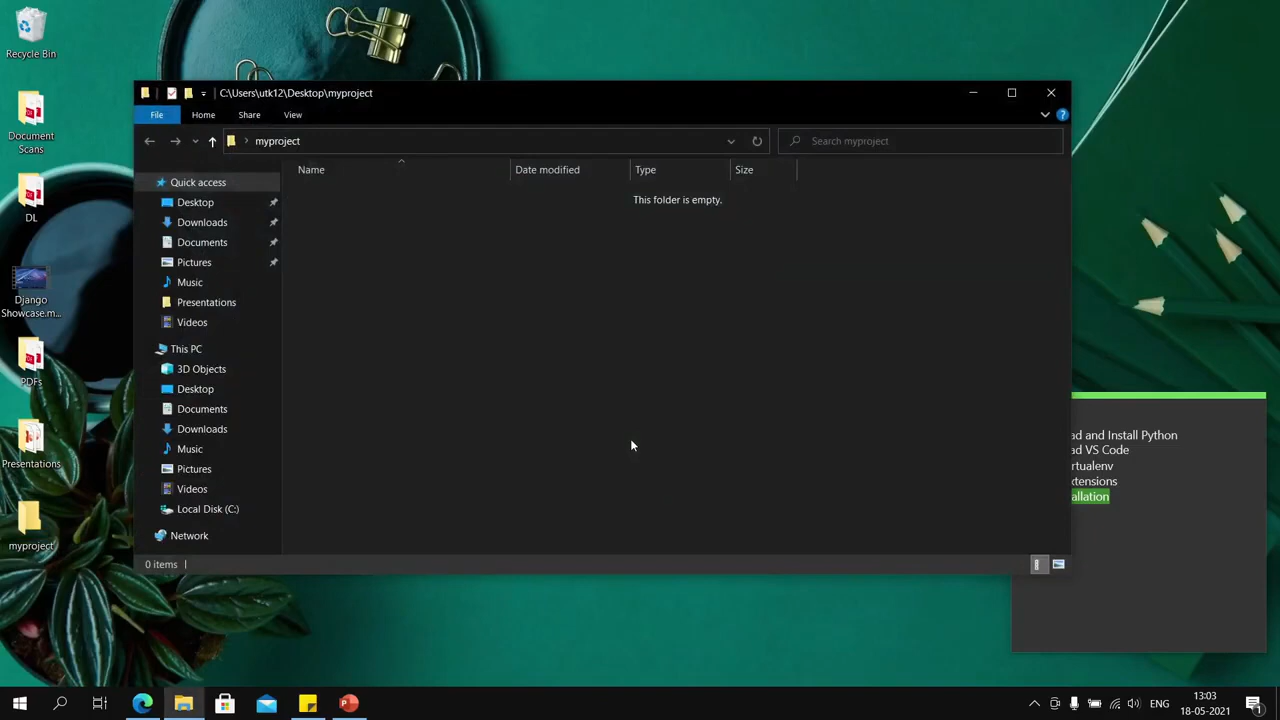 Recycle Bin
Document
Scans
DL
Django
Showcase.m...
PDFs
Presentations
myproject
C:\Users\utk12\Desktop\myproject
File Home Share View
myproject
Search myproject
Name Date modified Type Size
This folder is empty.
Quick access
Desktop
Downloads
Documents
Pictures
Music
Presentations
Videos
This PC
3D Objects
Desktop
Documents
Downloads
Music
Pictures
Videos
Local Disk (C:)
Network
0 items
ad and Install Python
ad VS Code
rtualenv
xtensions
allation
ENG
13:03
18-05-2021
1